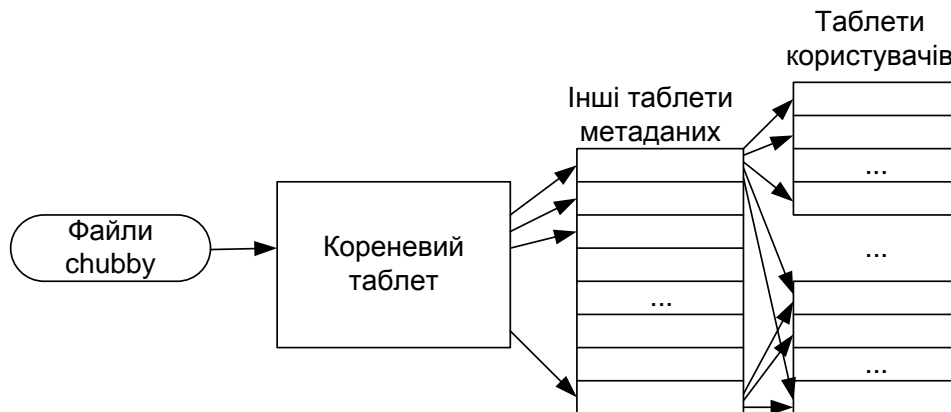 Файли
chubby
Кореневий
таблет
Інші таблети
метаданих
...
Таблети
користувачів
...
...
...